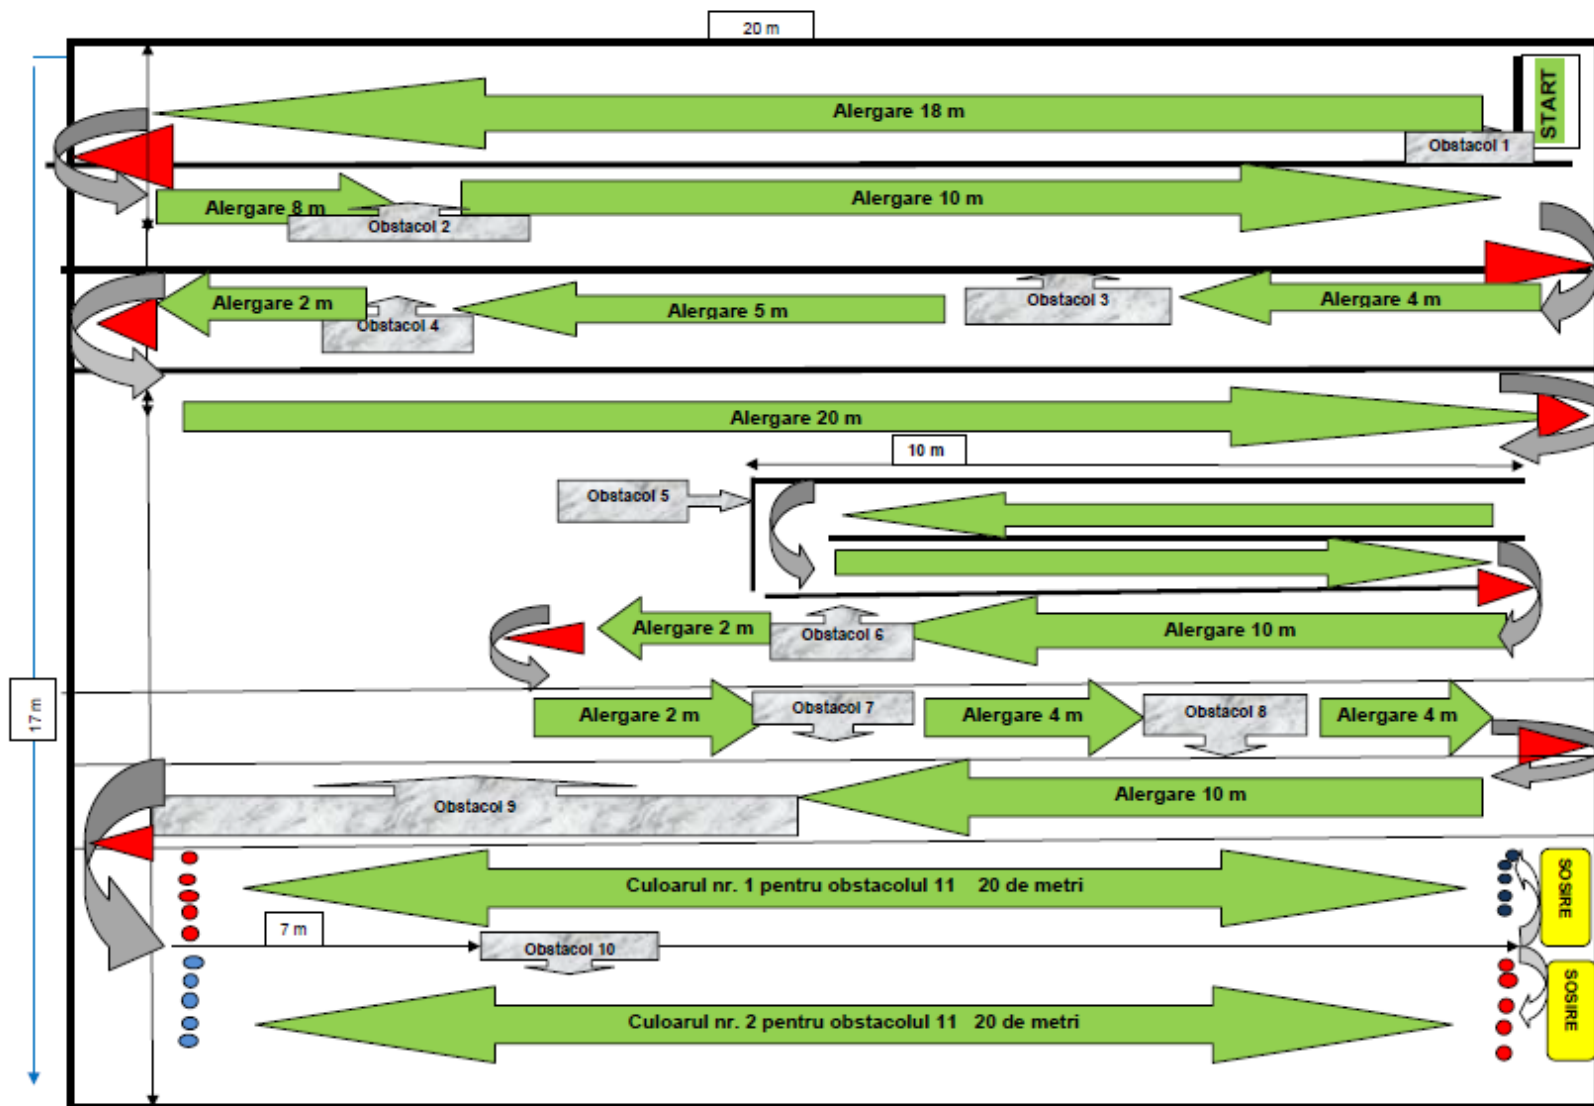 20 m
START
Alergare 18 m
Obstacol 1
Alergare 8 m
Alergare 10 m
Obstacol 2
Alergare 2 m
Obstacol 4
Alergare 5 m
Obstacol 3
Alergare 4 m
Alergare 20 m
10 m
Obstacol 5
Alergare 2 m
Obstacol 6
Alergare 10 m
17 m
Alergare 2 m
Obstacol 7
Alergare 4 m
Obstacol 8
Alergare 4 m
Obstacol 9
Alergare 10 m
Culoarul nr. 1 pentru obstacolul 11 20 de metri
SOSIRE
7 m
Obstacol 10
Culoarul nr. 2 pentru obstacolul 11 20 de metri
SOSIRE